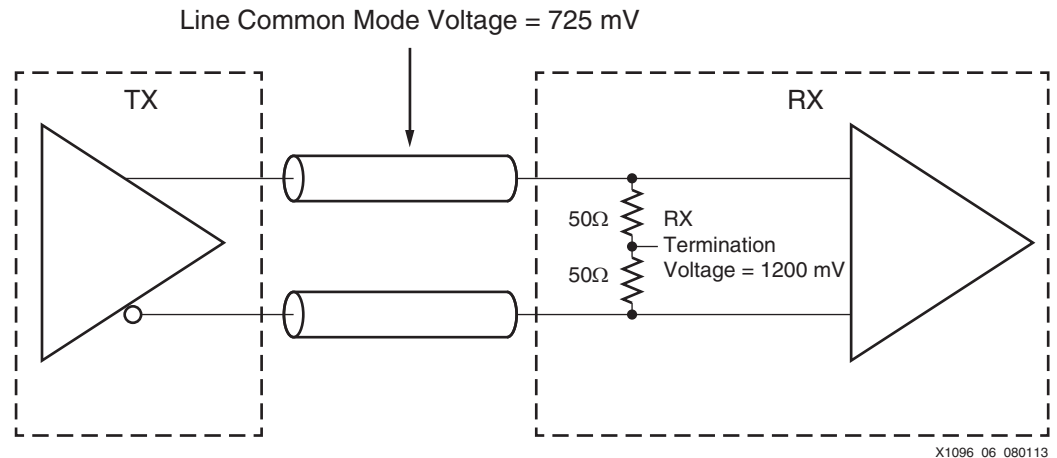 Line Common Mode Voltage = 725 mV
TX
RX
50Ω
RX
Termination
Voltage = 1200 mV
50Ω
X1096_06_080113